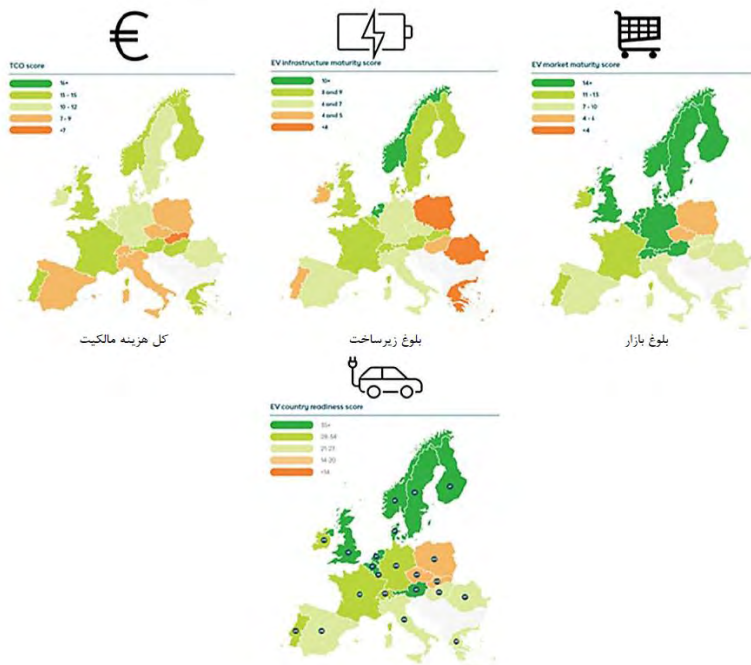 TCO score
16+
13 - 15
10 - 12
7 - 9
<7
کل هزینه مالکیت
EV infrastructure maturity score
10+
8 and 9
6 and 7
4 and 5
<4
بلوغ زیرساخت
EV market maturity score
14+
11 - 13
7 - 10
4 - 6
<4
بلوغ بازار
EV country readiness score
35+
28-34
21-27
14-20
<14